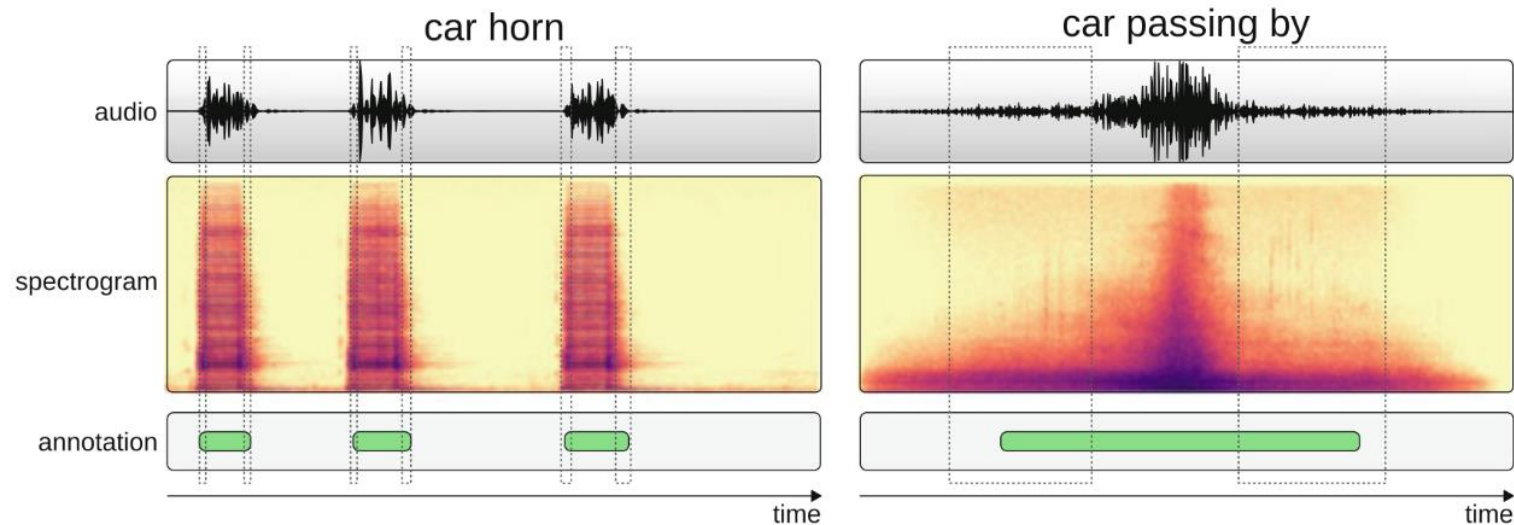 car horn
car passing by
audio
spectrogram
annotation
time
time